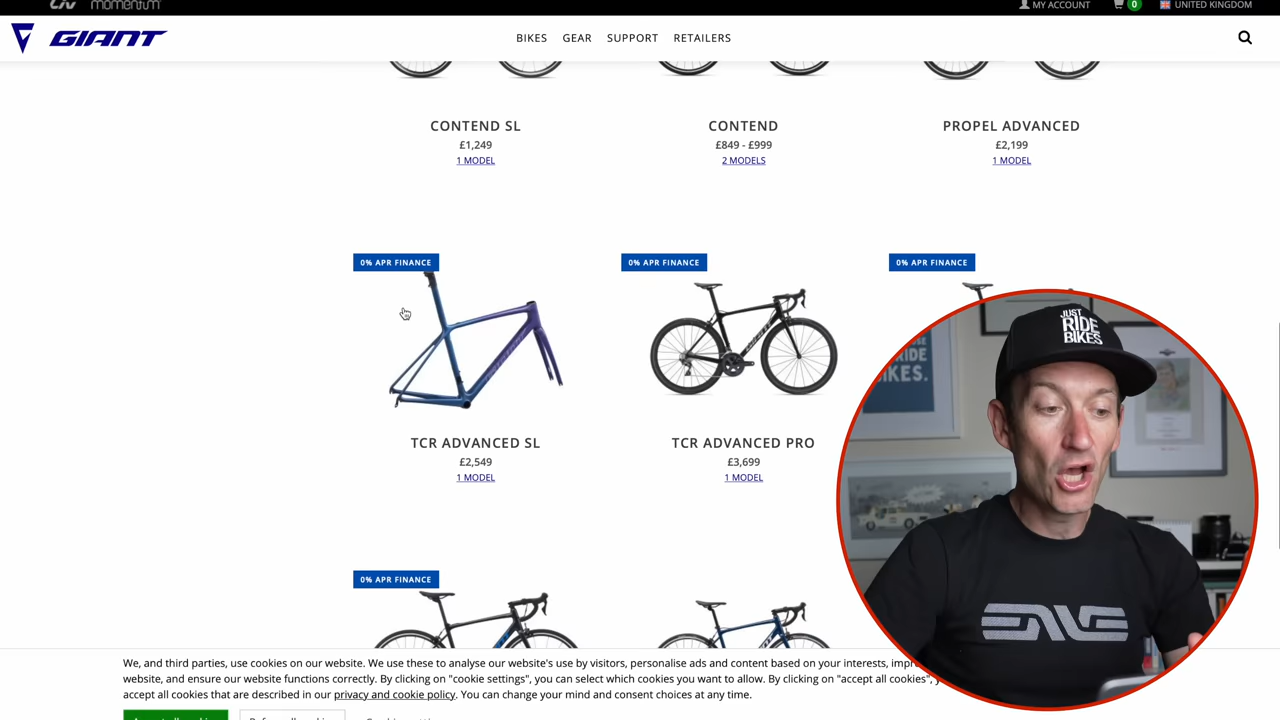 Liv momentum
MY ACCOUNT
0
UNITED KINGDOM
GIANT
BIKES GEAR SUPPORT RETAILERS
CONTEND SL
£1,249
1 MODEL
CONTEND
£849 - £999
2 MODELS
PROPEL ADVANCED
£2,199
1 MODEL
0% APR FINANCE
0% APR FINANCE
0% APR FINANCE
TCR ADVANCED SL
£2,549
1 MODEL
TCR ADVANCED PRO
£3,699
1 MODEL
JUST
RIDE
BIKES
RIDE
BIKES.
ENVE
0% APR FINANCE
We, and third parties, use cookies on our website. We use these to analyse our website's use by visitors, personalise ads and content based on your interests,
website, and ensure our website functions correctly. By clicking on "cookie settings", you can select which cookies you want to allow. By clicking on "accept all cookies",
accept all cookies that are described in our privacy and cookie policy. You can change your mind and consent choices at any time.